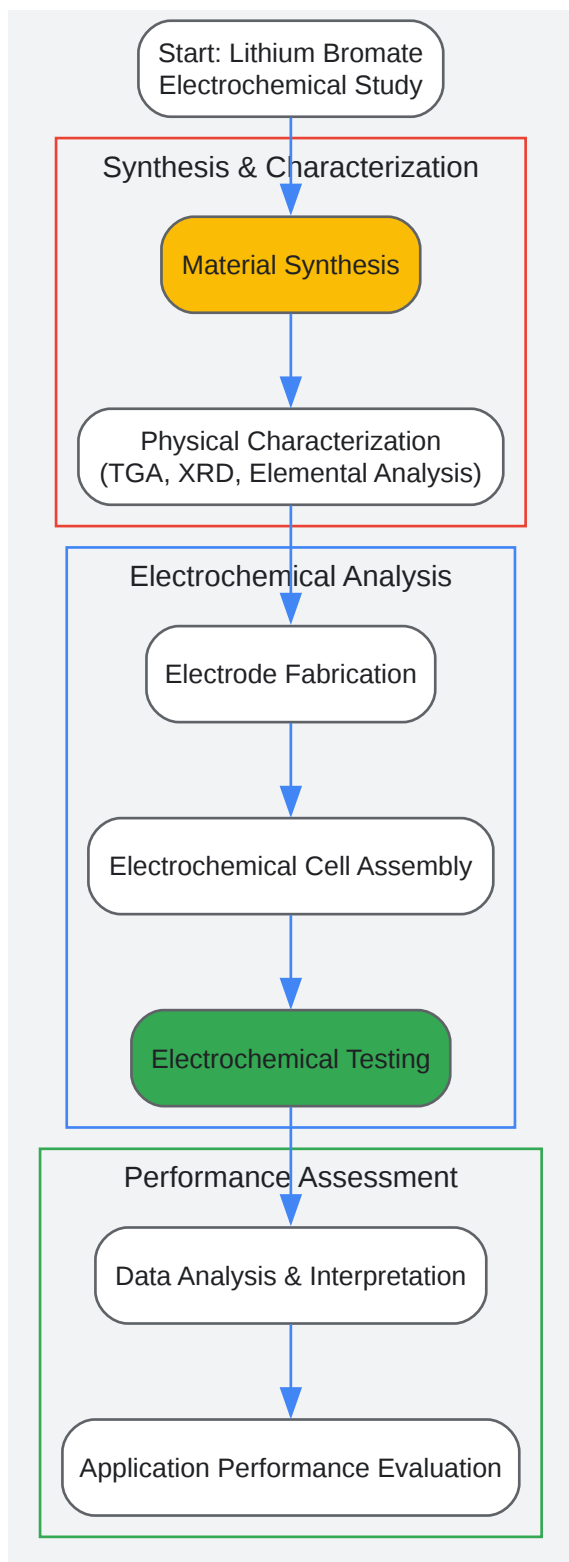 Start: Lithium Bromate
Electrochemical Study
Synthesis & Characterization
Material Synthesis
Physical Characterization
(TGA, XRD, Elemental Analysis)
Electrochemical Analysis
Electrode Fabrication
Electrochemical Cell Assembly
Electrochemical Testing
Performance Assessment
Data Analysis & Interpretation
Application Performance Evaluation